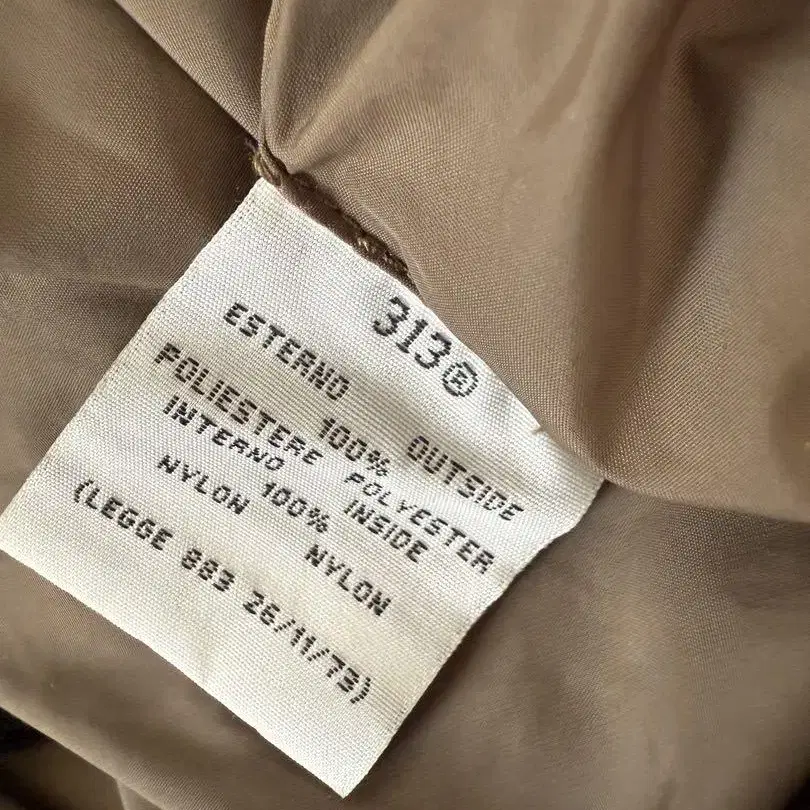 313®
ESTERNO OUTSIDE
POLIESTERE 100% POLYESTER
INTERNO INSIDE
NYLON 100% NYLON
(LEGGE 883 26/11/73)